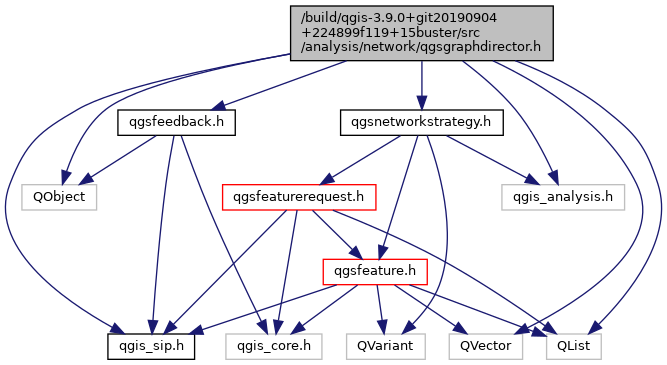 /build/qgis-3.9.0+git20190904
+224899f119+15buster/src
/analysis/network/qgsgraphdirector.h
qgsfeedback.h
qgsnetworkstrategy.h
QObject
qgsfeaturerequest.h
qgis_analysis.h
qgsfeature.h
qgis_sip.h
qgis_core.h
QVariant
QVector
QList